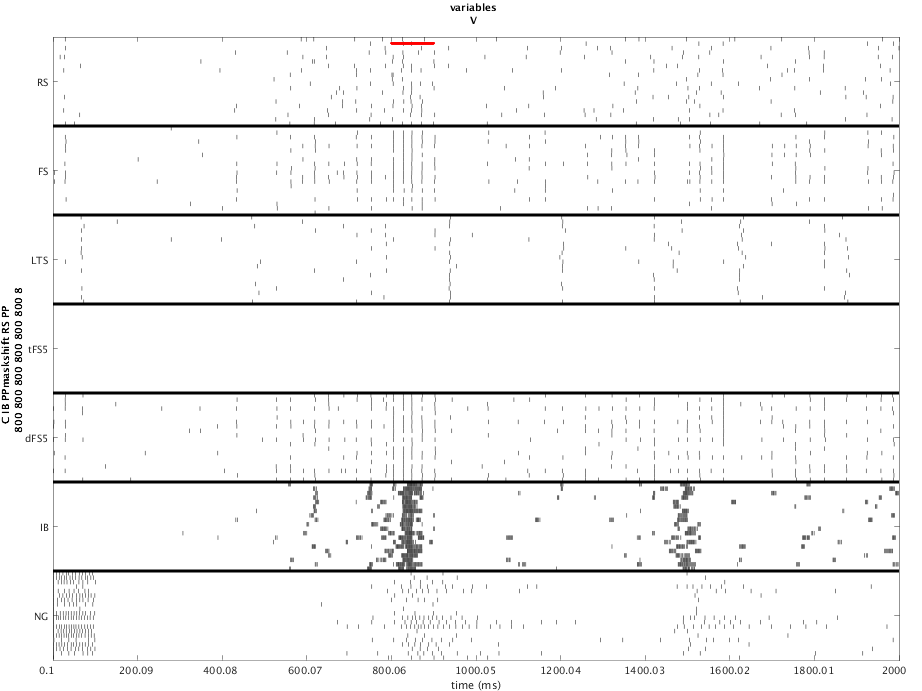 variables
V
RS
FS
LTS
tFS5
dFS5
IB
NG
C IB PPmaskshift RS PP
800 800 800 800 800 800 8
0.1 200.09 400.08 600.07 800.06 1000.05 1200.04 1400.03 1600.02 1800.01 2000
time (ms)